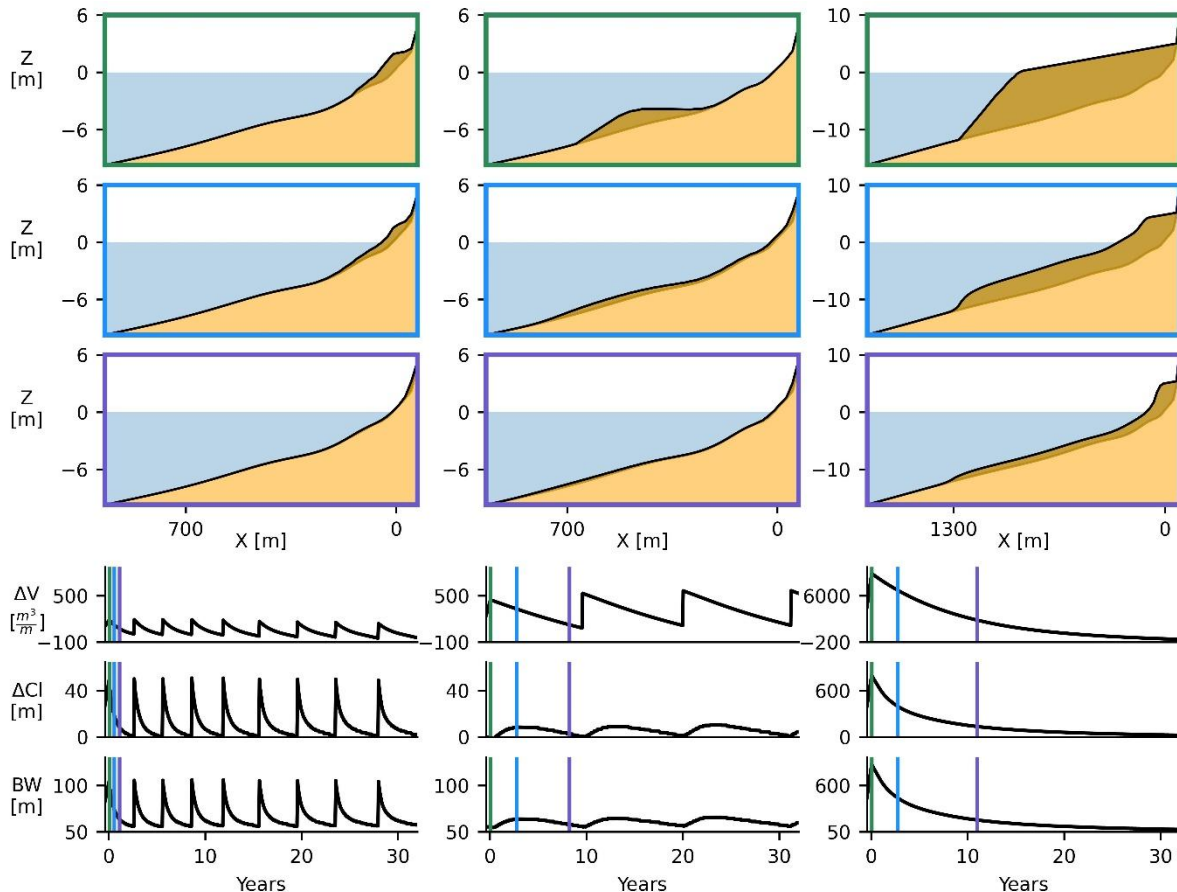 6 6 10
Z
[m]
0 0 0
−6 −6 −10
6 6 10
Z
[m]
0 0 0
−6 −6 −10
6 6 10
Z
[m]
0 0 0
−6 −6 −10
700 0 700 0 1300 0
X [m] X [m] X [m]
ΔV
[m³/m]
500 500 6000
−100 −100 −200
ΔCl
[m]
40 40 600
0 0 0
BW
[m]
100 100 600
50 50 50
0 10 20 30 0 10 20 30 0 10 20 30
Years Years Years